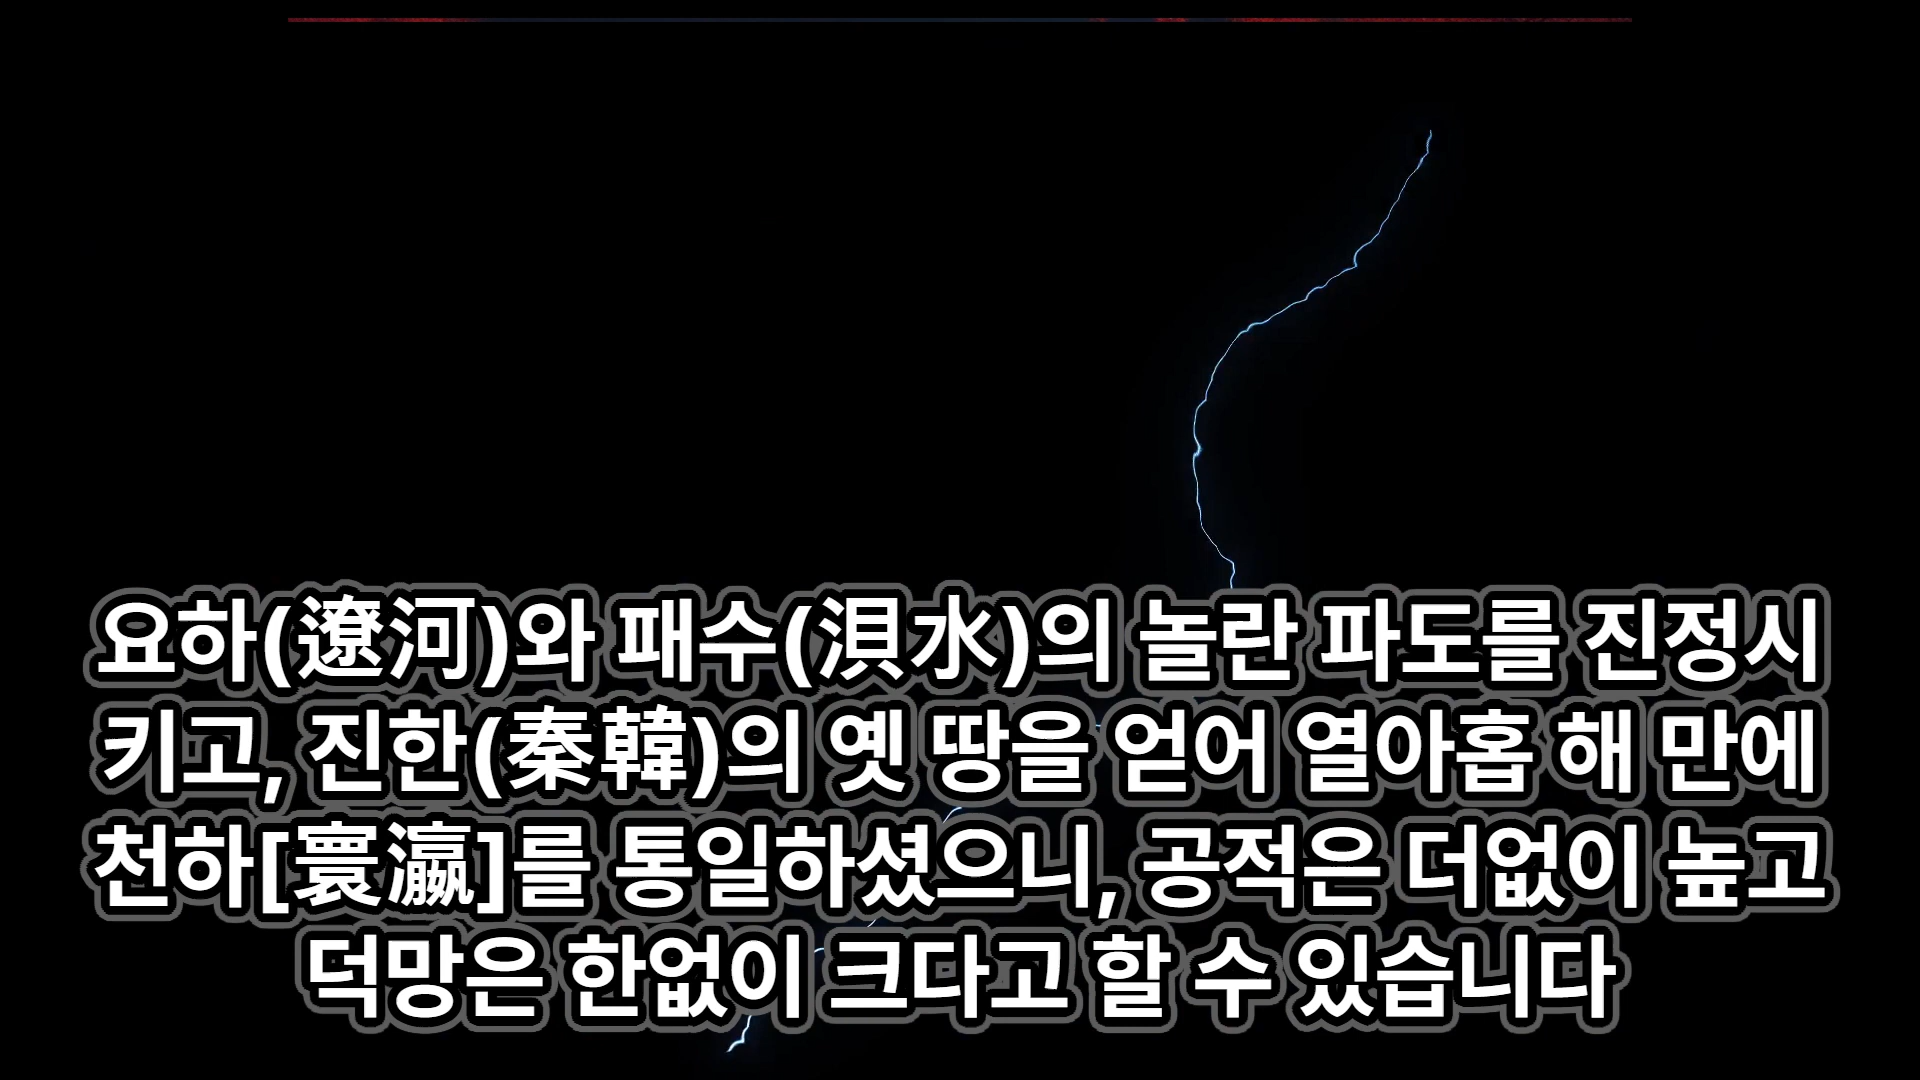 요하(遼河)와 패수(浿水)의 놀란 파도를 진정시
키고, 진한(秦韓)의 옛 땅을 얻어 열아홉 해 만에
천하[寰瀛]를 통일하셨으니, 공적은 더없이 높고
덕망은 한없이 크다고 할 수 있습니다